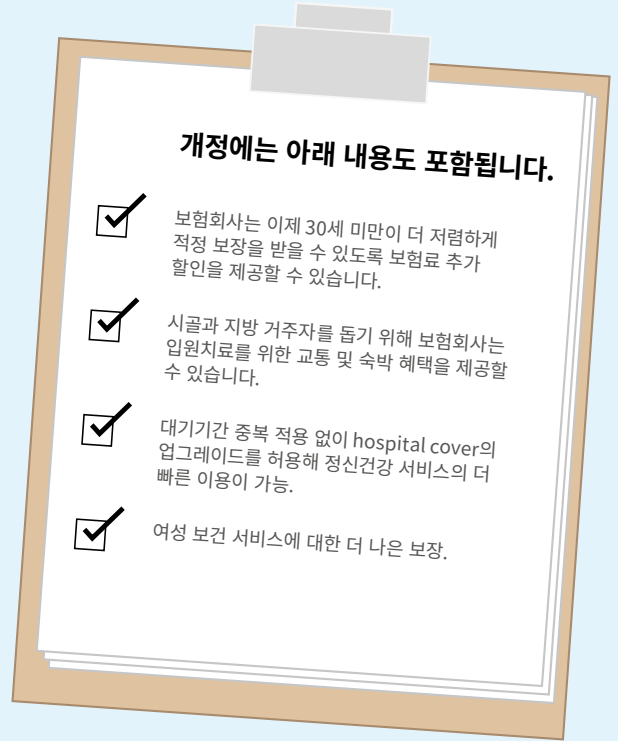 개정에는 아래 내용도 포함됩니다.
보험회사는 이제 30세 미만이 더 저렴하게
적정 보장을 받을 수 있도록 보험료 추가
할인을 제공할 수 있습니다.
시골과 지방 거주자를 돕기 위해 보험회사는
입원치료를 위한 교통 및 숙박 혜택을 제공할
수 있습니다.
대기기간 중복 적용 없이 hospital cover의
업그레이드를 허용해 정신건강 서비스의 더
빠른 이용이 가능.
여성 보건 서비스에 대한 더 나은 보장.